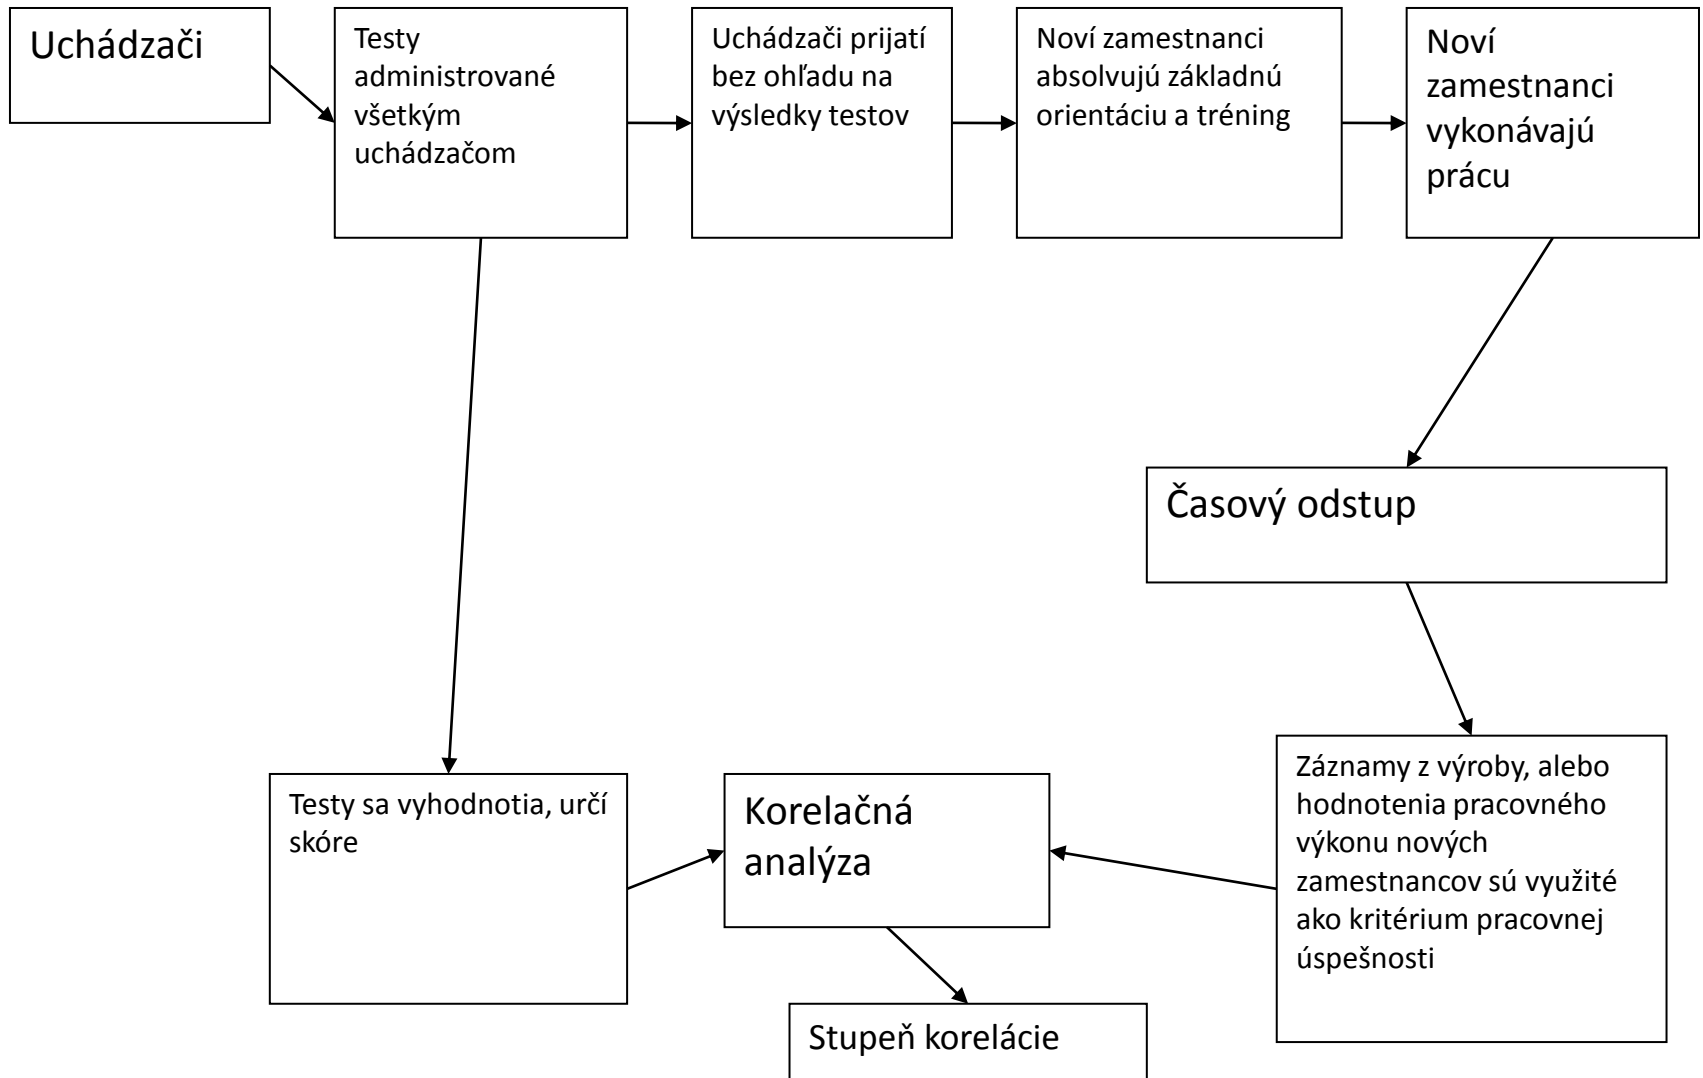 Uchádzači
Testy
administrované
všetkým
uchádzačom
Uchádzači prijatí
bez ohľadu na
výsledky testov
Noví zamestnanci
absolvujú základnú
orientáciu a tréning
Noví
zamestnanci
vykonávajú
prácu
Časový odstup
Záznamy z výroby, alebo
hodnotenia pracovného
výkonu nových
zamestnancov sú využité
ako kritérium pracovnej
úspešnosti
Testy sa vyhodnotia, určí
skóre
Korelačná
analýza
Stupeň korelácie